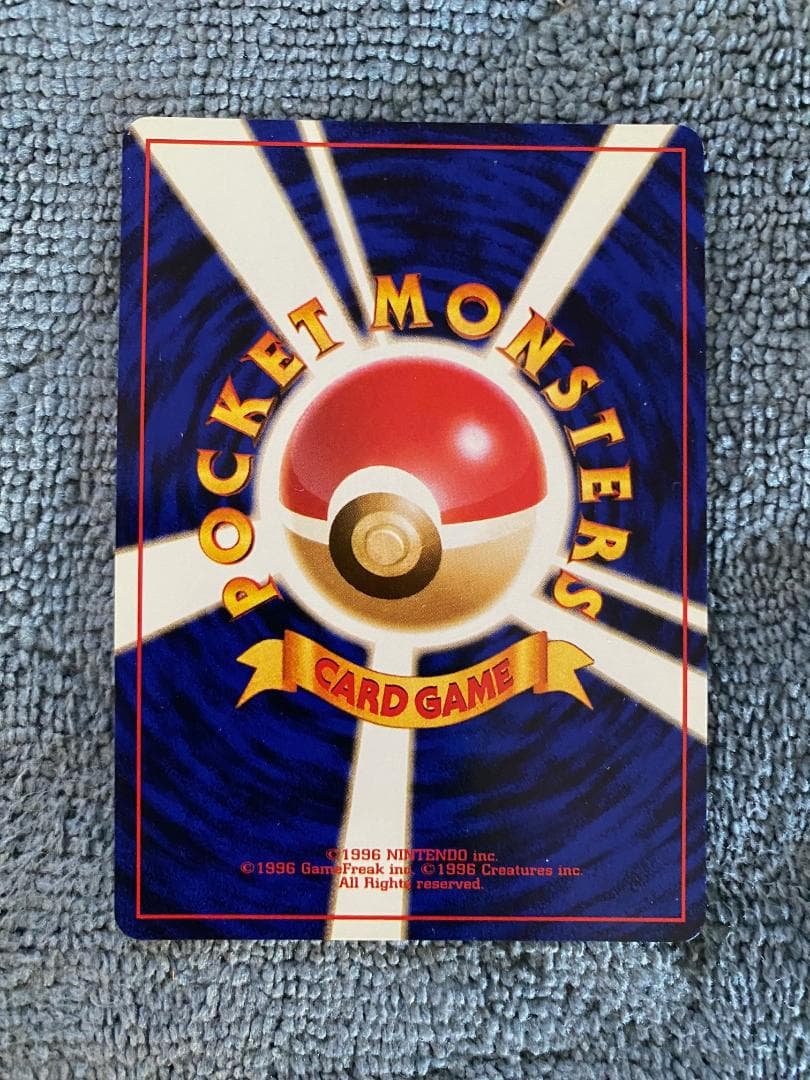 POCKET MONSTERS
CARD GAME
©1996 NINTENDO inc.
©1996 GameFreak inc. ©1996 Creatures inc.
All Rights reserved.